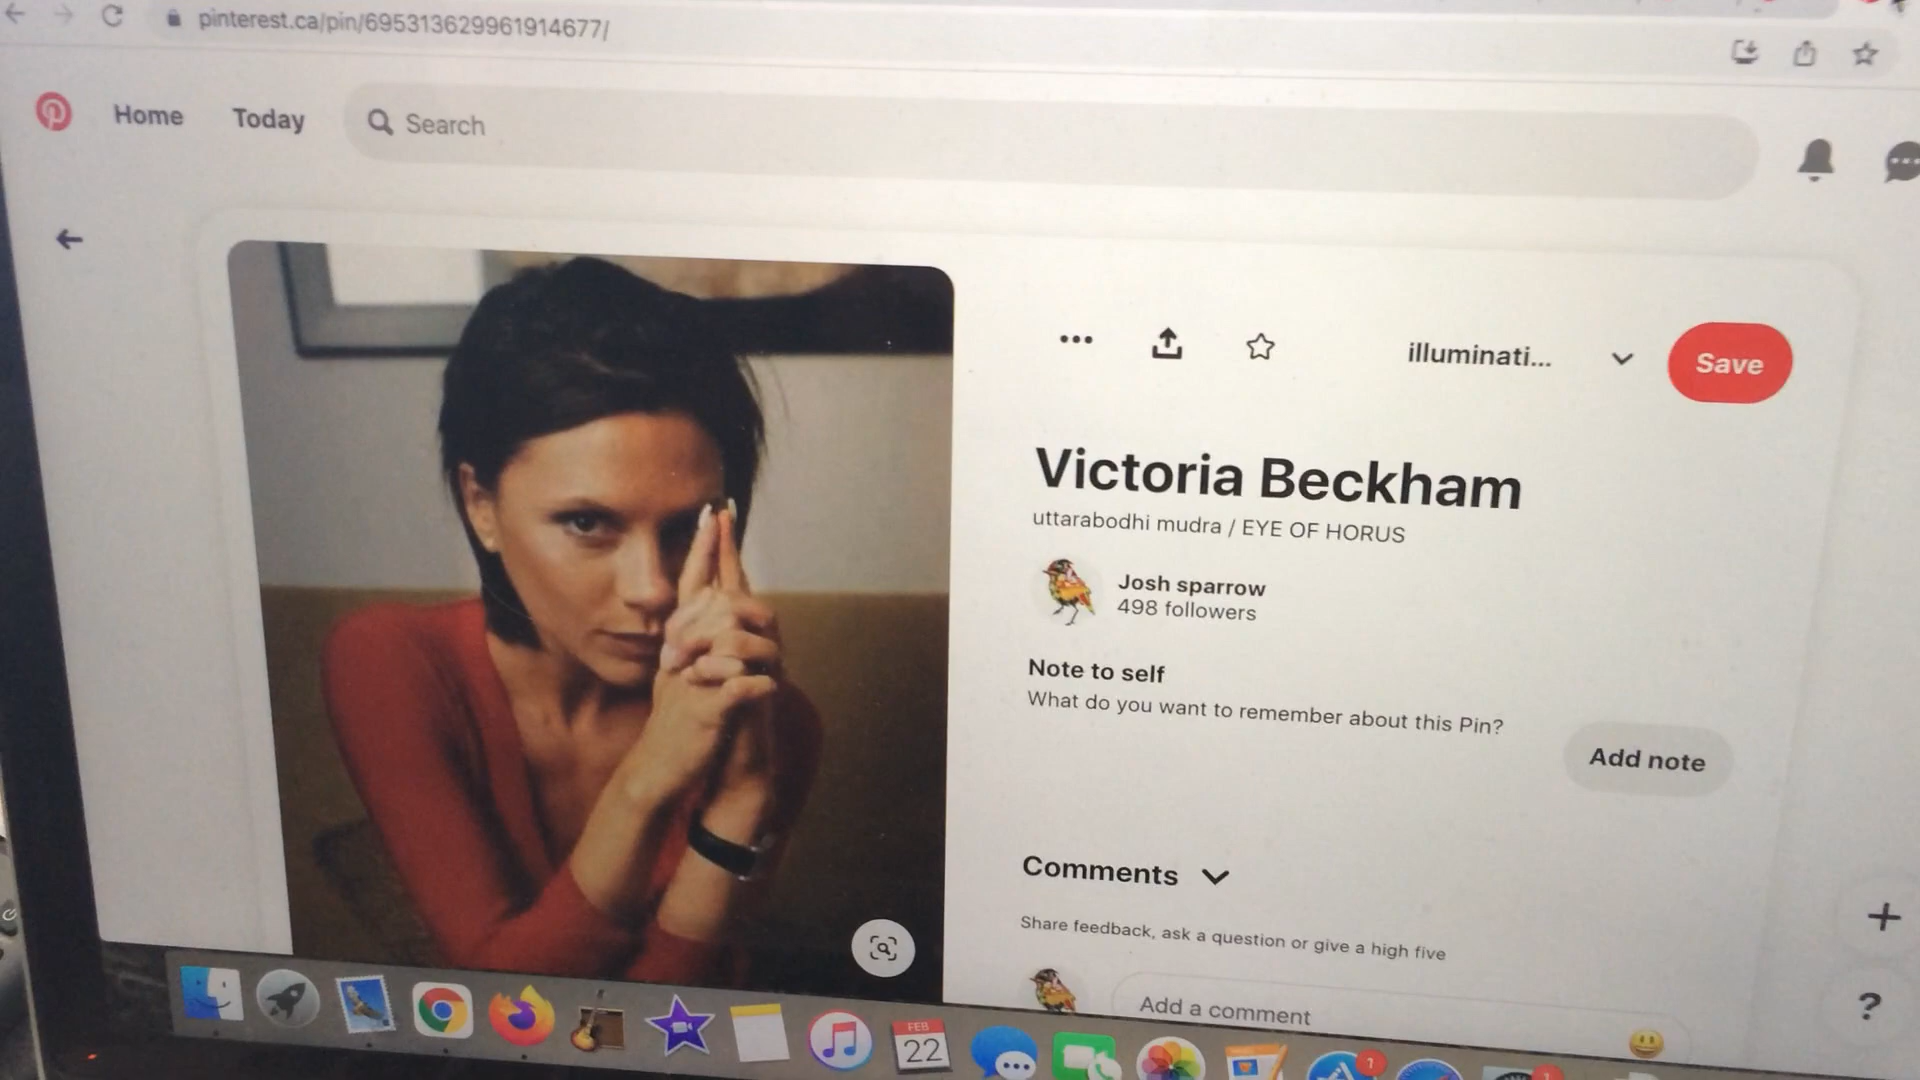 pinterest.ca/pin/695313629961914677/
Home
Today
Search
illuminati...
Save
Victoria Beckham
uttarabodhi mudra / EYE OF HORUS
Josh sparrow
498 followers
Note to self
What do you want to remember about this Pin?
Add note
Comments
Share feedback, ask a question or give a high five
Add a comment
?
FEB
22
1
1